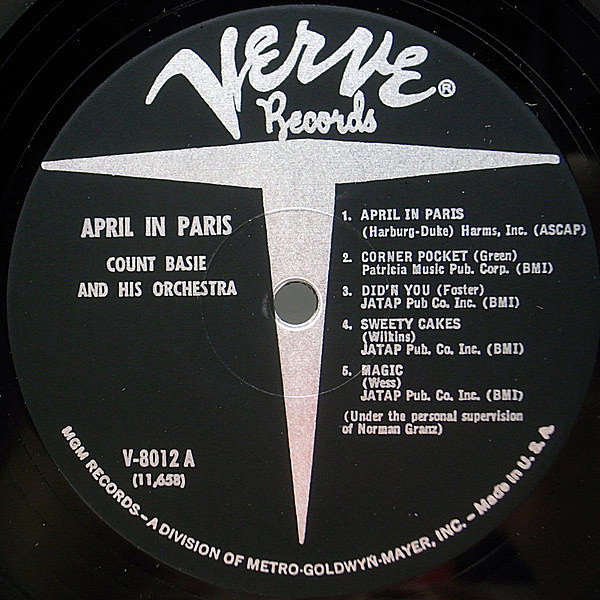 Verve®
Records
APRIL IN PARIS
COUNT BASIE
AND HIS ORCHESTRA
1. APRIL IN PARIS
(Harburg-Duke) Harms, Inc. (ASCAP)
2. CORNER POCKET (Green)
Patricia Music Pub. Corp. (BMI)
3. DID'N YOU (Foster)
JATAP Pub Co. Inc. (BMI)
4. SWEETY CAKES
(Wilkins)
JATAP Pub. Co. Inc. (BMI)
5. MAGIC
(Wess)
JATAP Pub. Co. Inc. (BMI)
(Under the personal supervision
of Norman Granz)
V-8012 A
(11,658)
MGM RECORDS-A DIVISION OF METRO-GOLDWYN-MAYER, INC. - Made in U. S. A.